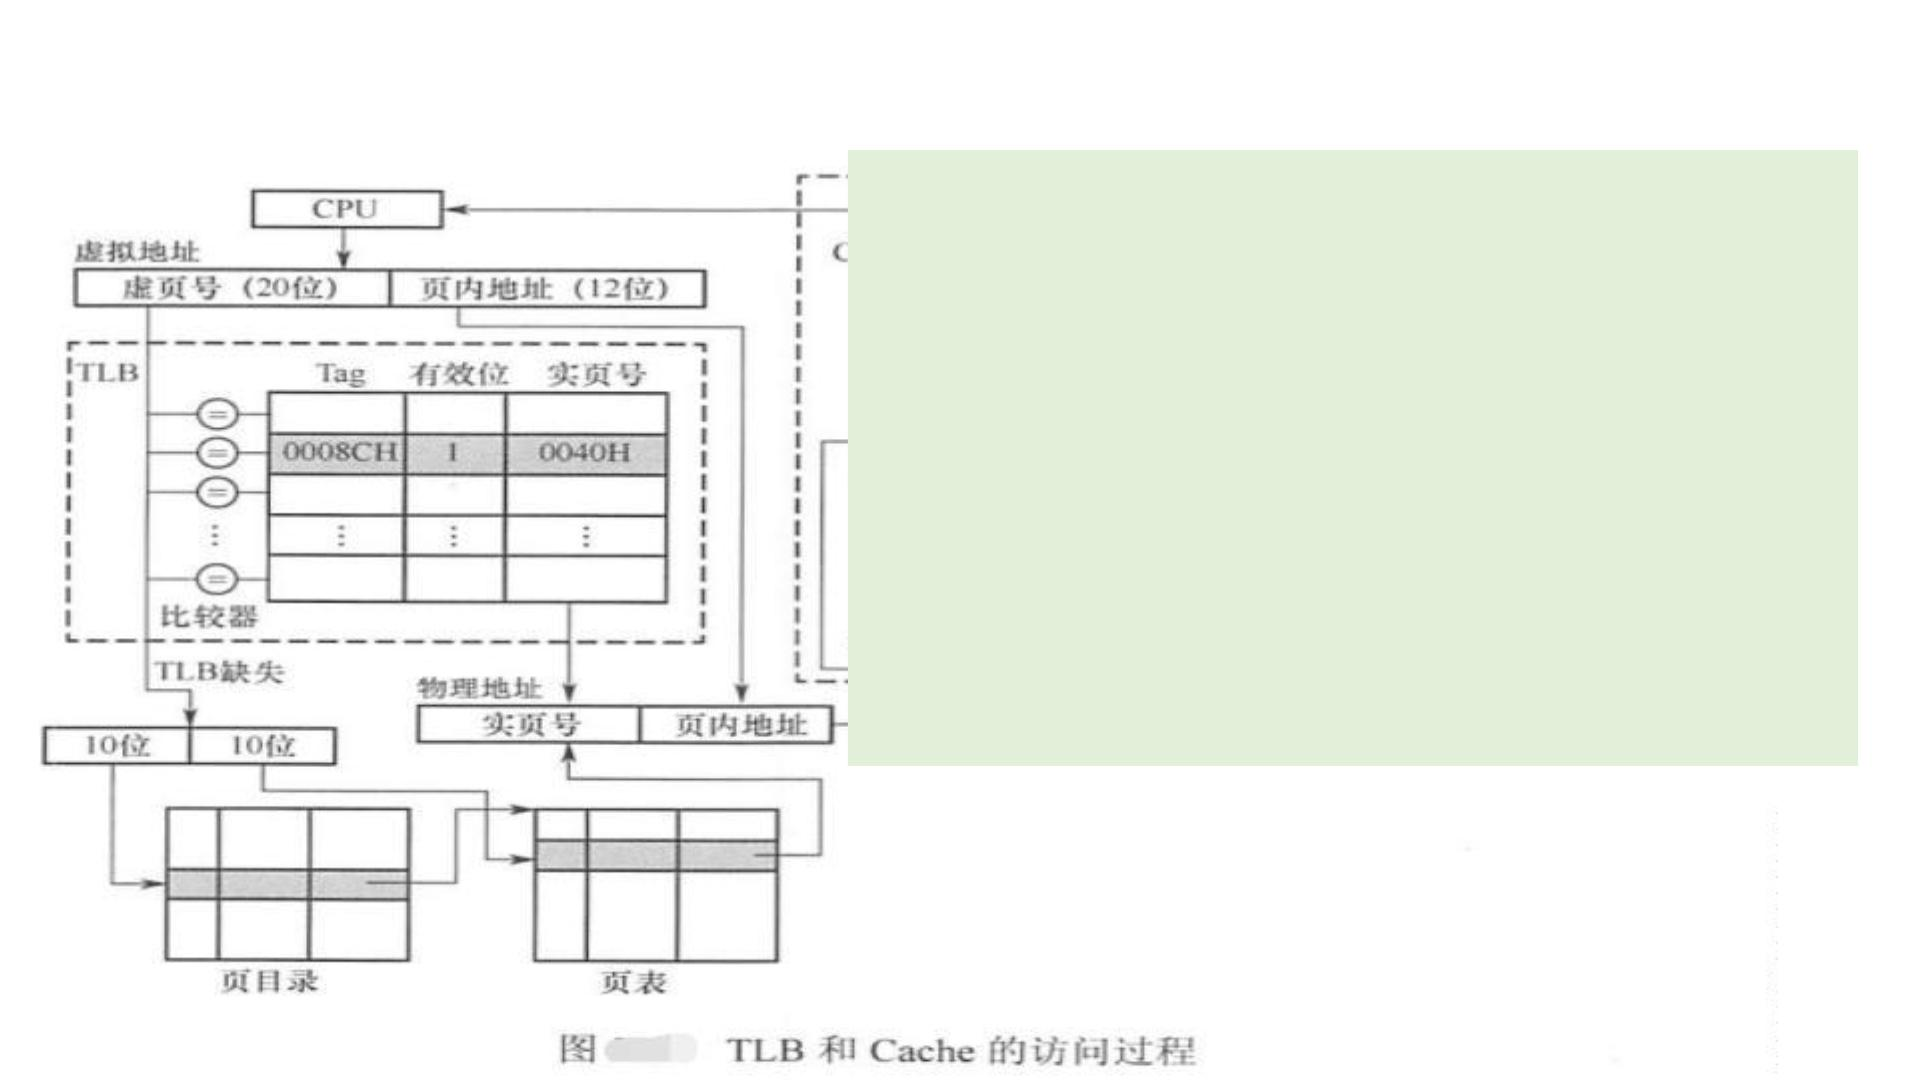 CPU
虚拟地址
虚页号（20位） 页内地址（12位）
TLB Tag 有效位 实页号
= 
= 0008CH 1 0040H
=
⋮ ⋮ ⋮ ⋮
=
比较器
TLB缺失
物理地址
实页号 页内地址
10位 10位
页目录 页表
图 TLB 和 Cache 的访问过程